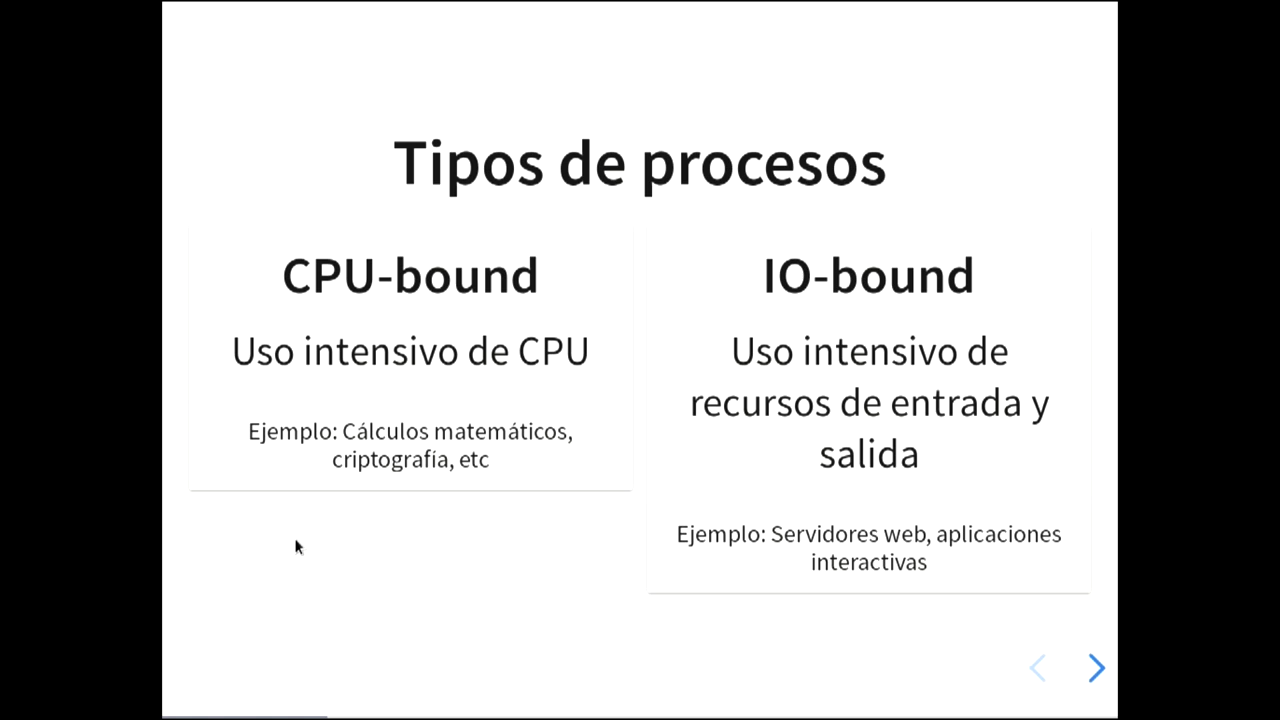 Tipos de procesos
CPU-bound
Uso intensivo de CPU
Ejemplo: Cálculos matemáticos,
criptografía, etc
IO-bound
Uso intensivo de
recursos de entrada y
salida
Ejemplo: Servidores web, aplicaciones
interactivas